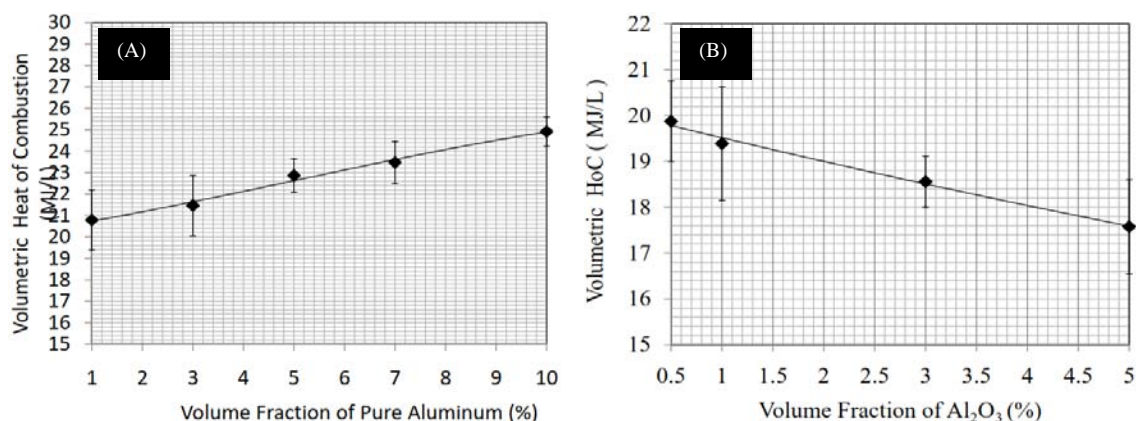 (A)
Volumetric Heat of Combustion
(MJ/L)
30
29
28
27
26
25
24
23
22
21
20
19
18
17
16
15
1 2 3 4 5 6 7 8 9 10
Volume Fraction of Pure Aluminum (%)
(B)
Volumetric HoC ( MJ/L )
22
21
20
19
18
17
16
15
0.5 1 1.5 2 2.5 3 3.5 4 4.5 5
Volume Fraction of Al₂O₃ (%)